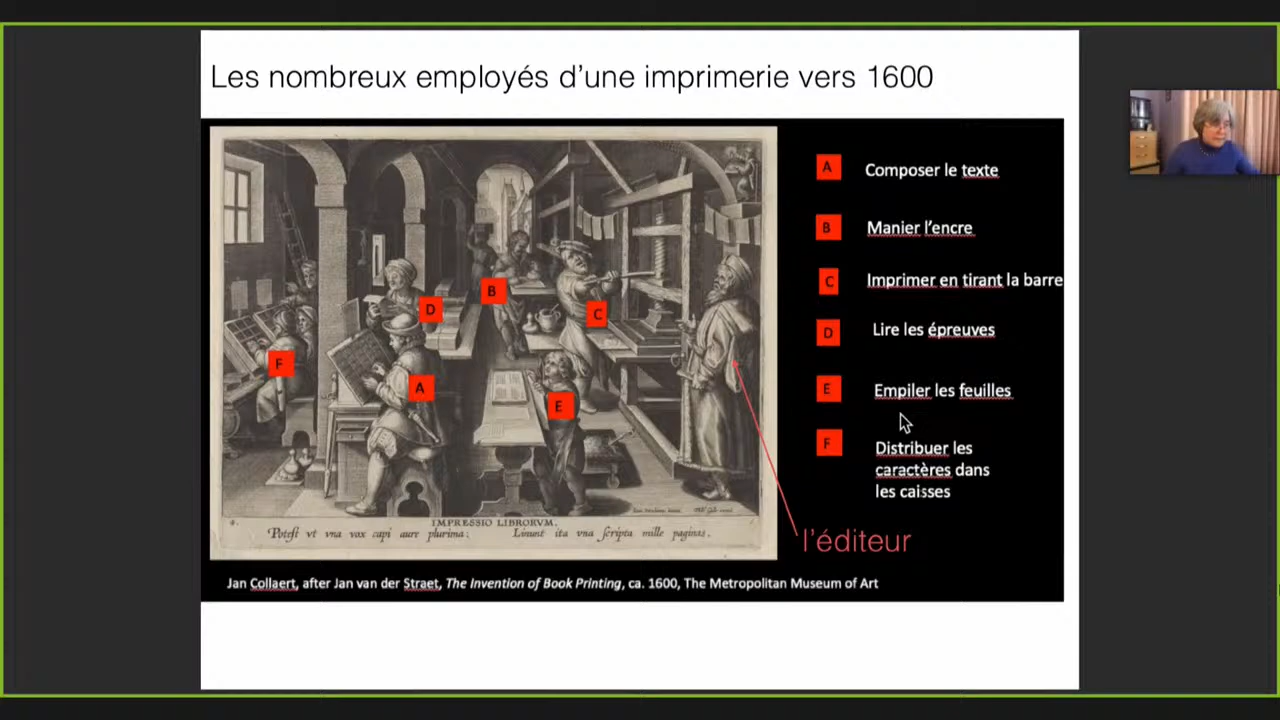 Les nombreux employés d'une imprimerie vers 1600
A
Composer le texte
B
Manier l'encre
C
Imprimer en tirant la barre
D
Lire les épreuves
E
Empiler les feuilles
F
Distribuer les
caractères dans
les caisses
B
D
C
F
A
E
l'éditeur
IMPRESSIO LIBRORVM.
Potest vt vna vox capi aure plurima: Linunt ita vna scripta mille paginas.
Jan Collaert, after Jan van der Straet, The Invention of Book Printing, ca. 1600, The Metropolitan Museum of Art